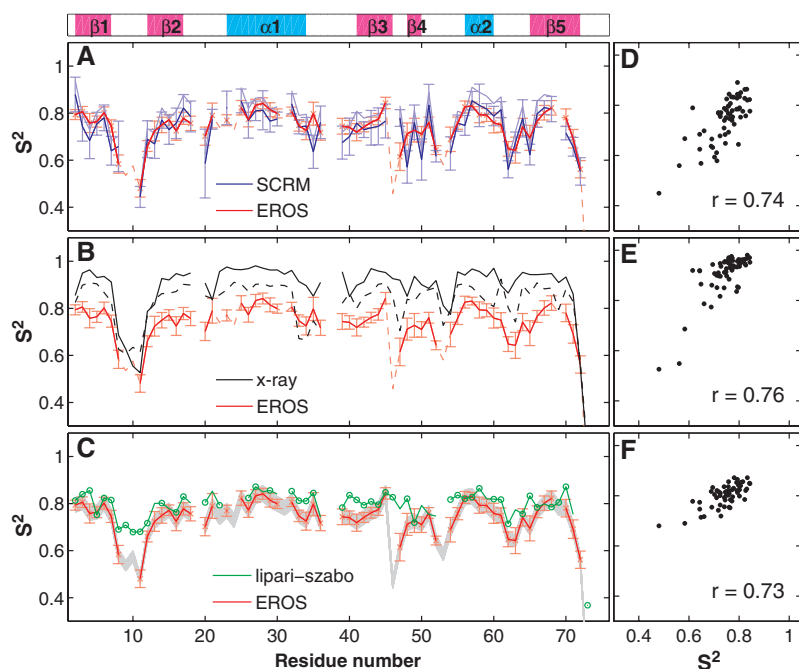 β1 β2 α1 β3 β4 α2 β5
A
S²
1
0.8
0.6
0.4
SCRM
EROS
D
r = 0.74
B
S²
1
0.8
0.6
0.4
x-ray
EROS
E
r = 0.76
C
S²
1
0.8
0.6
0.4
lipari−szabo
EROS
10 20 30 40 50 60 70
Residue number
F
r = 0.73
0.4 0.6 0.8 1
S²